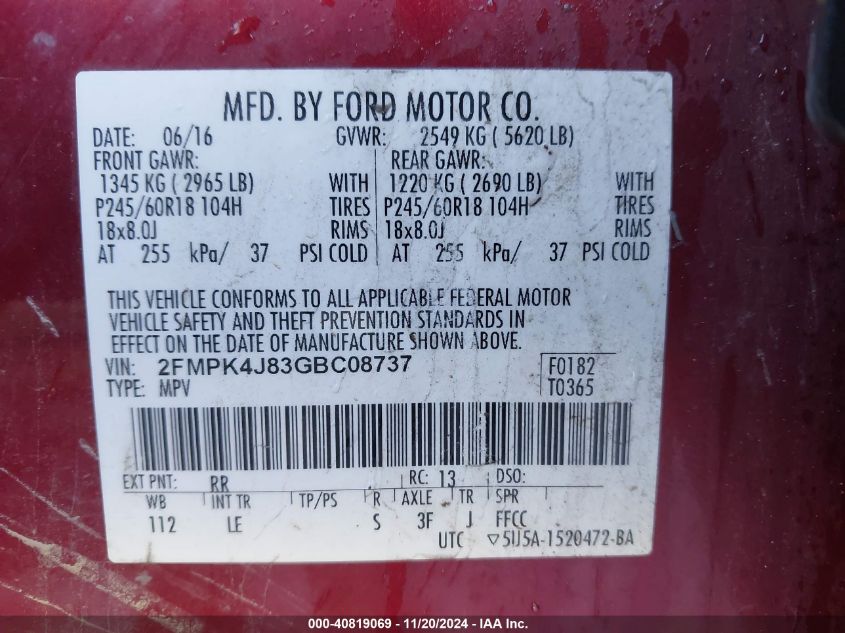 MFD. BY FORD MOTOR CO.
DATE: 06/16 GVWR: 2549 KG ( 5620 LB)
FRONT GAWR: REAR GAWR:
1345 KG ( 2965 LB) WITH 1220 KG ( 2690 LB) WITH
P245/60R18 104H TIRES P245/60R18 104H TIRES
18x8.0J RIMS 18x8.0J RIMS
AT 255 kPa/ 37 PSI COLD AT 255 kPa/ 37 PSI COLD
THIS VEHICLE CONFORMS TO ALL APPLICABLE FEDERAL MOTOR
VEHICLE SAFETY AND THEFT PREVENTION STANDARDS IN
EFFECT ON THE DATE OF MANUFACTURE SHOWN ABOVE.
VIN: 2FMPK4J83GBC08737 F0182
TYPE: MPV T0365
EXT PNT: RR RC: 13 DSO:
WB INT TR TP/PS R AXLE TR SPR
112 LE S 3F J FFCC
UTC ▽5U5A-1520472-BA
000-40819069 | 11/20/2024 - IAA Inc.